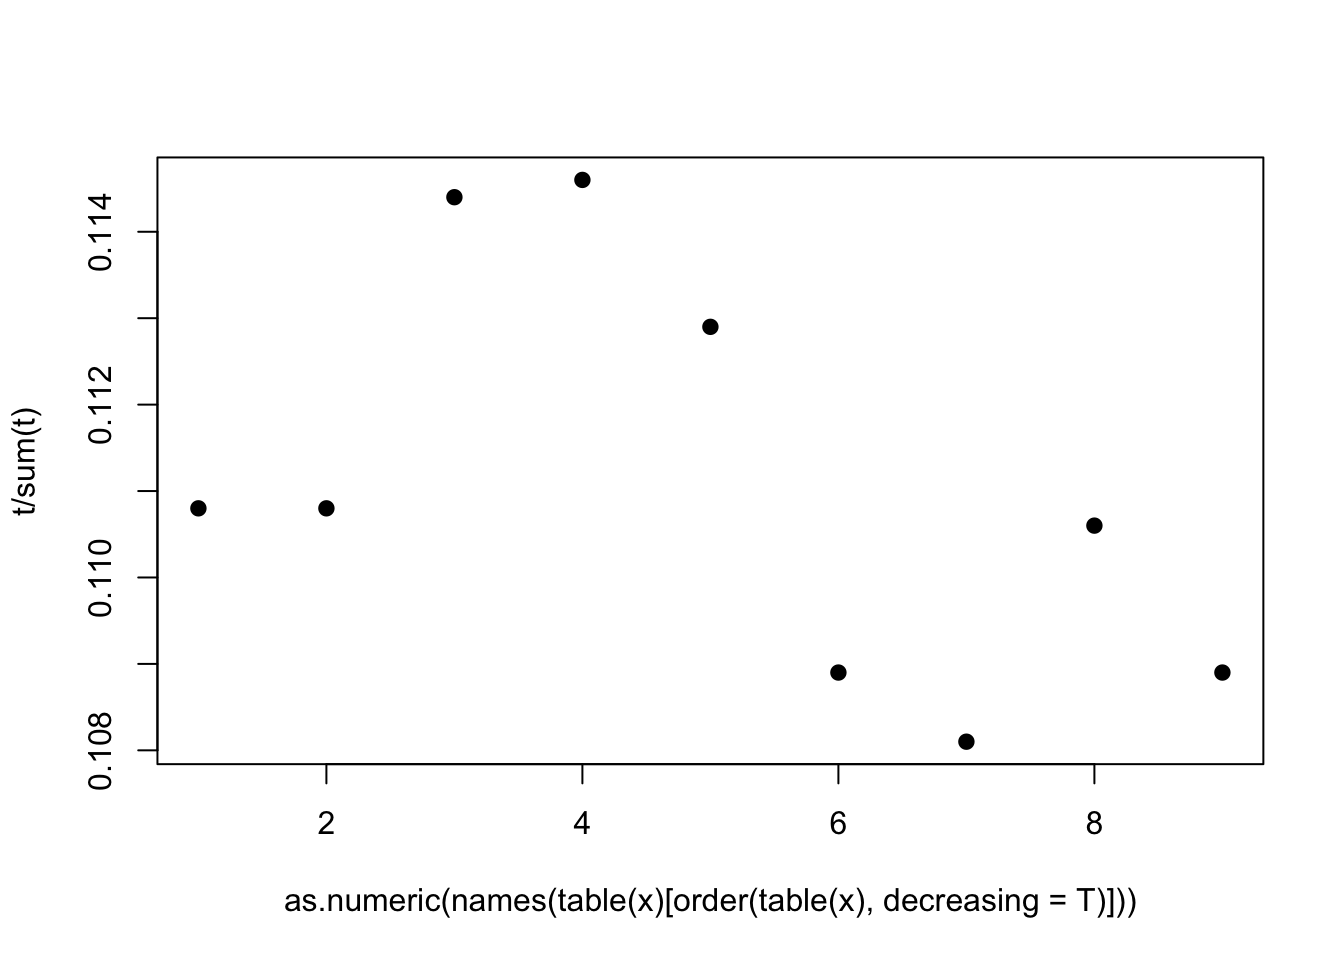 t/sum(t)
0.114
0.112
0.110
0.108
2 4 6 8
as.numeric(names(table(x)[order(table(x), decreasing = T)]))